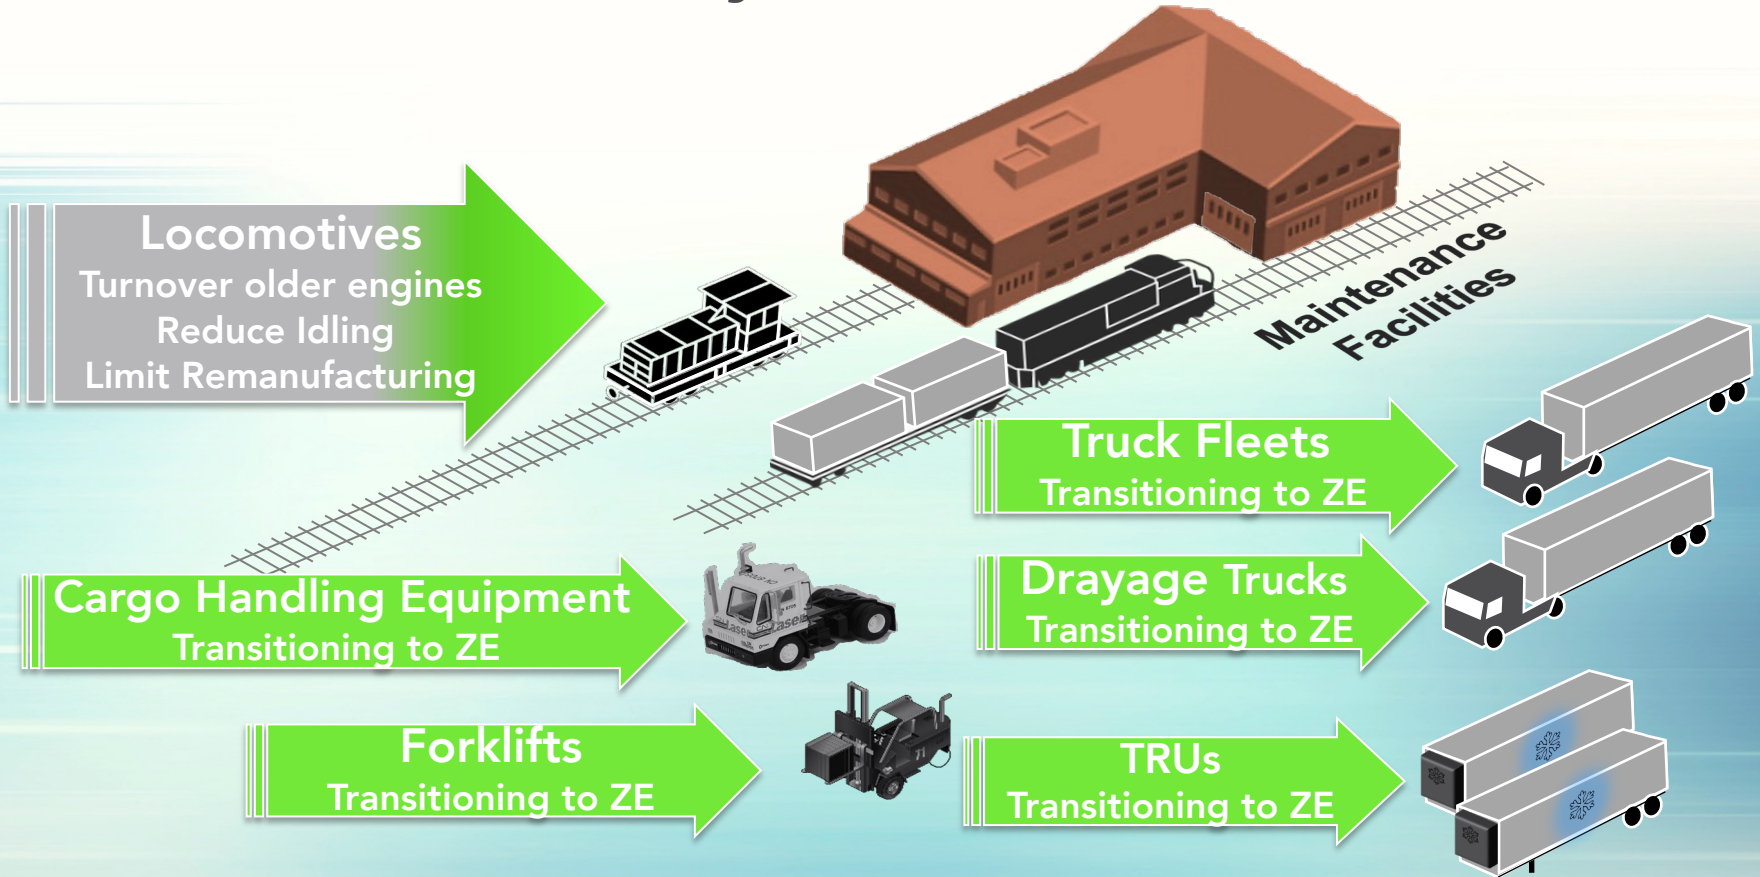 Locomotives
Turnover older engines
Reduce Idling
Limit Remanufacturing
Maintenance
Facilities
Truck Fleets
Transitioning to ZE
Cargo Handling Equipment
Transitioning to ZE
Drayage Trucks
Transitioning to ZE
Forklifts
Transitioning to ZE
71
TRUs
Transitioning to ZE